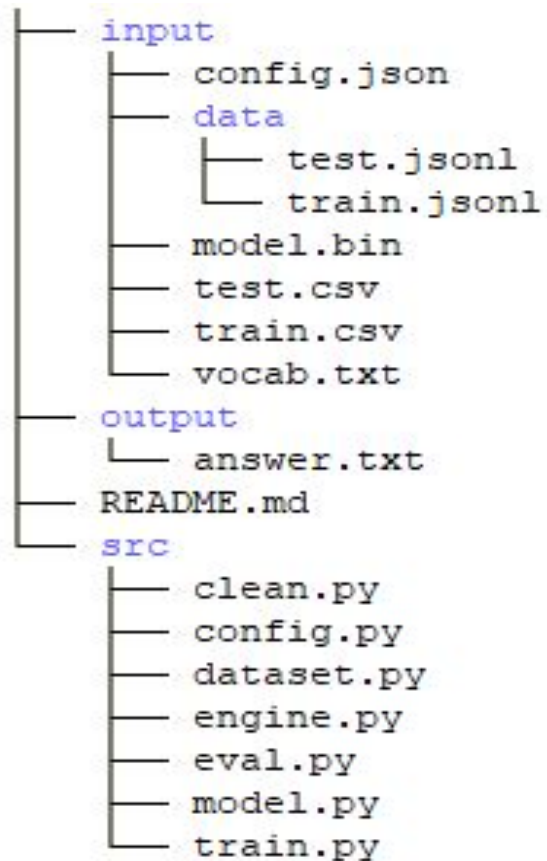 input
config.json
data
test.jsonl
train.jsonl
model.bin
test.csv
train.csv
vocab.txt
output
answer.txt
README.md
src
clean.py
config.py
dataset.py
engine.py
eval.py
model.py
train.py